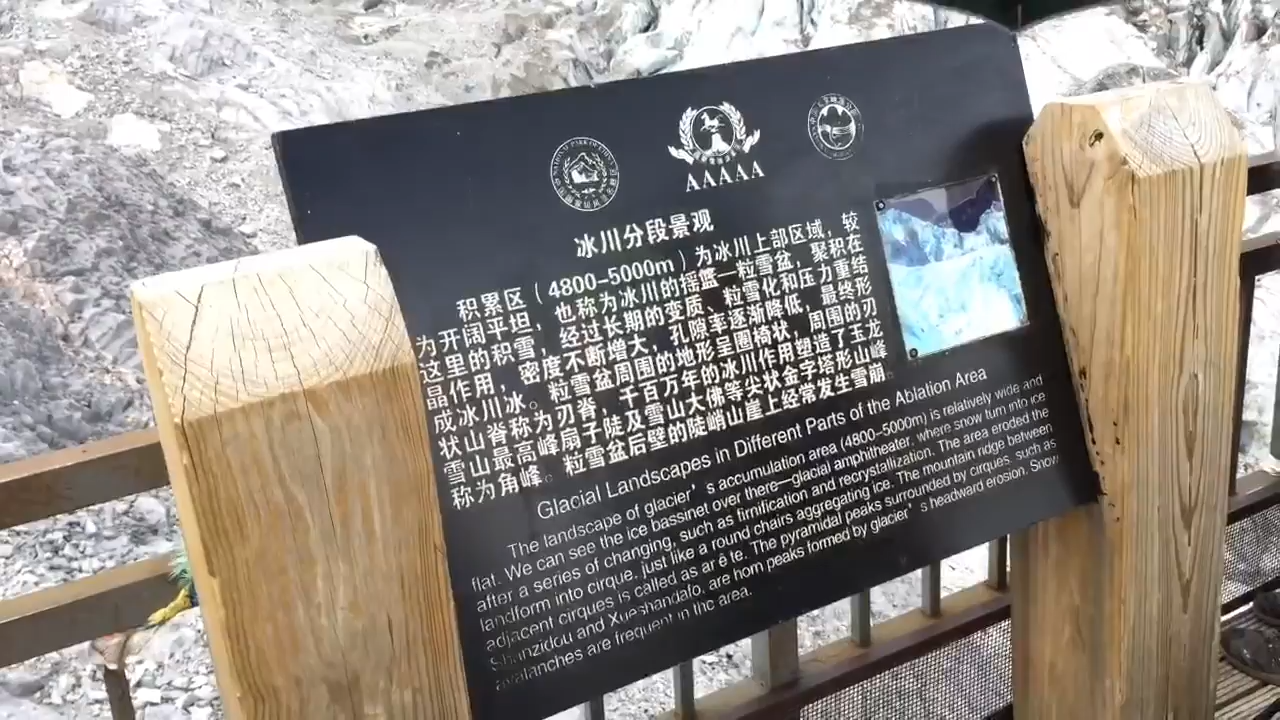 AAAAA
冰川分段景观
积累区（4800-5000m）为冰川上部区域，较
为开阔平坦，也称为冰川的摇篮—粒雪盆，聚积在
这里的积雪，经过长期的变质、粒雪化和压力重结
晶作用，密度不断增大，孔隙率逐渐降低，最终形
成冰川冰。粒雪盆周围的地形呈圈椅状，周围的刃
状山脊称为刃脊，千百万年的冰川作用塑造了玉龙
雪山最高峰扇子陡及雪山大佛等尖状金字塔形山峰
称为角峰。粒雪盆后壁的陡峭山崖上经常发生雪崩。
Glacial Landscapes in Different Parts of the Ablation Area
The landscape of glacier's accumulation area (4800-5000m) is relatively wide and
flat. We can see the ice bassinet over there—glacial amphitheater, where snow turn into ice
after a series of changing, such as firnification and recrystallization. The area eroded the
landform into cirque, just like a round chairs aggregating ice. The mountain ridge between
adjacent cirques is called as ar ê te. The pyramidal peaks surrounded by cirques, such as
Shanzidou and Xueshandafo, are horn peaks formed by glacier's headward erosion. Snow
avalanches are frequent in the area.